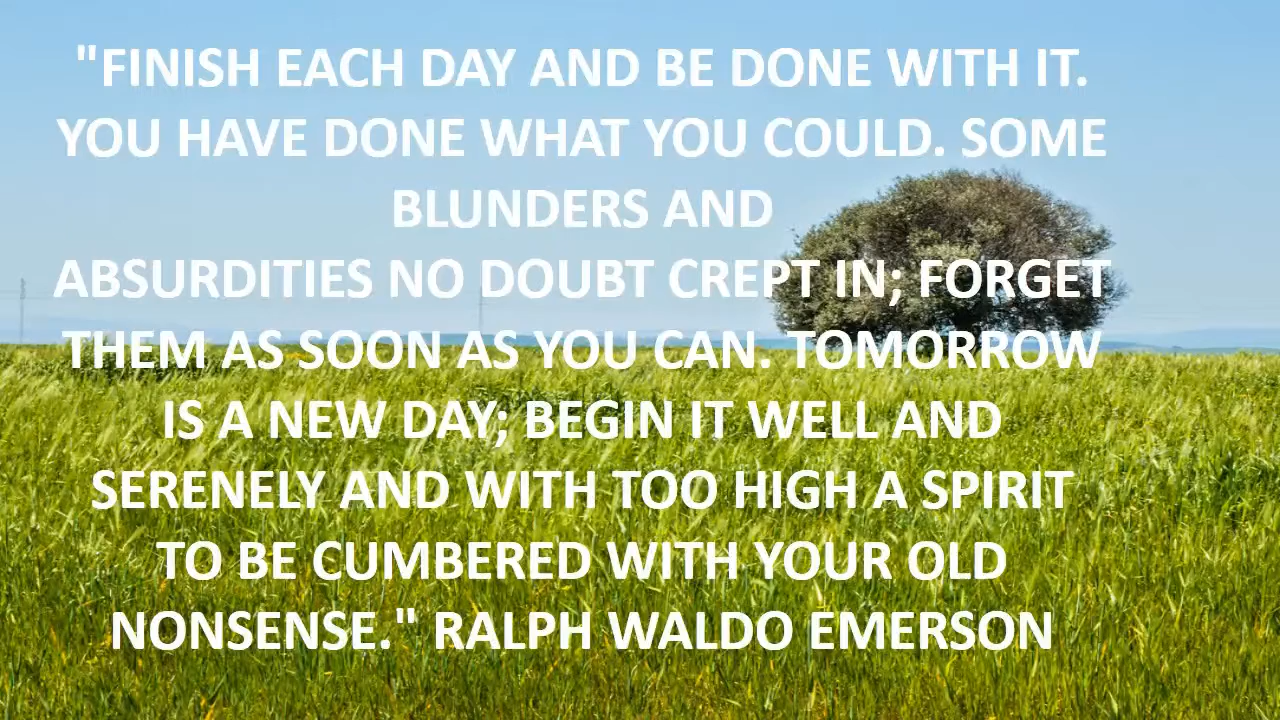 "FINISH EACH DAY AND BE DONE WITH IT.
YOU HAVE DONE WHAT YOU COULD. SOME
BLUNDERS AND
ABSURDITIES NO DOUBT CREPT IN; FORGET
THEM AS SOON AS YOU CAN. TOMORROW
IS A NEW DAY; BEGIN IT WELL AND
SERENELY AND WITH TOO HIGH A SPIRIT
TO BE CUMBERED WITH YOUR OLD
NONSENSE." RALPH WALDO EMERSON